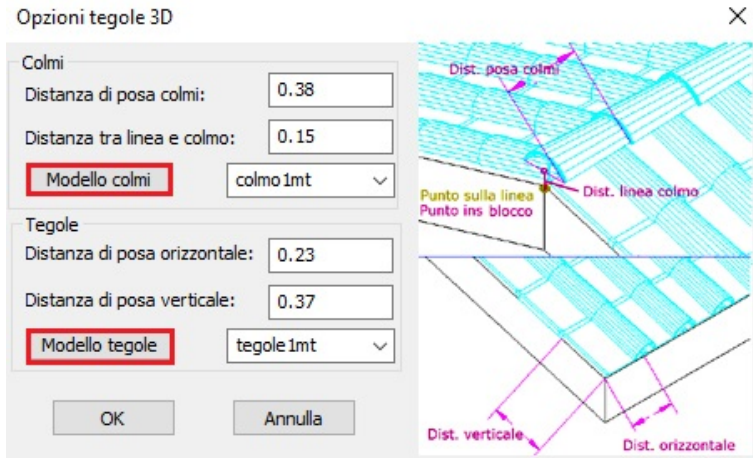 Opzioni tegole 3D
Colmi
Distanza di posa colmi:
0.38
Distanza tra linea e colmo:
0.15
Modello colmi
colmo1mt
Tegole
Distanza di posa orizzontale:
0.23
Distanza di posa verticale:
0.37
Modello tegole
tegole1mt
OK
Annulla
Dist. posa colmi
Punto sulla linea
Punto ins blocco
Dist. linea colmo
Dist. verticale
Dist. orizzontale